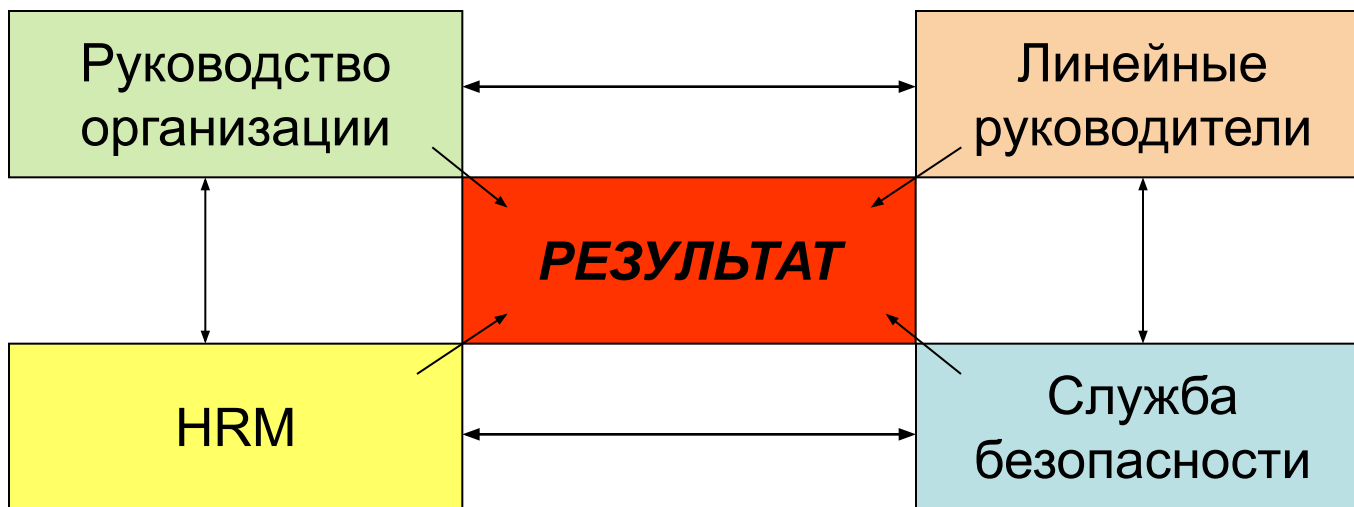 Руководство
организации
Линейные
руководители
РЕЗУЛЬТАТ
HRM
Служба
безопасности